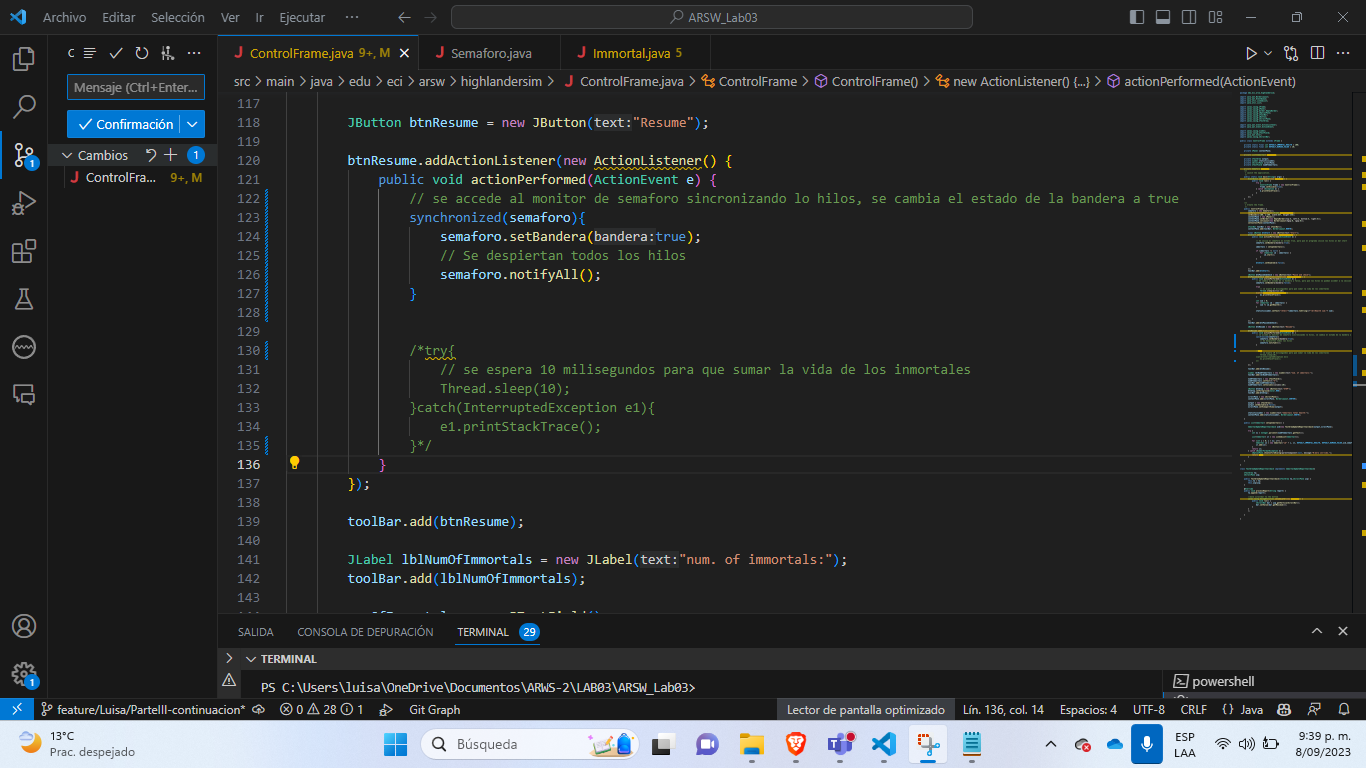 Archivo Editar Selección Ver Ir Ejecutar ··· ARSW_Lab03
C
Mensaje (Ctrl+Enter...
Confirmación
Cambios 1
J ControlFra... 9+, M
1
1
J ControlFrame.java 9+, M J Semaforo.java J Immortal.java 5
src > main > java > edu > eci > arsw > highlandersim > J ControlFrame.java > ControlFrame > ControlFrame() > new ActionListener() {...} > actionPerformed(ActionEvent)
117
118 JButton btnResume = new JButton(text:"Resume");
119
120 btnResume.addActionListener(new ActionListener() {
121 public void actionPerformed(ActionEvent e) {
122 // se accede al monitor de semaforo sincronizando lo hilos, se cambia el estado de la bandera a true
123 synchronized(semaforo){
124 semaforo.setBandera(bandera:true);
125 // Se despiertan todos los hilos
126 semaforo.notifyAll();
127 }
128
129
130 /*try{
131 // se espera 10 milisegundos para que sumar la vida de los inmortales
132 Thread.sleep(10);
133 }catch(InterruptedException e1){
134 e1.printStackTrace();
135 }*/
136 }
137 });
138
139 toolBar.add(btnResume);
140
141 JLabel lblNumOfImmortals = new JLabel(text:"num. of immortals:");
142 toolBar.add(lblNumOfImmortals);
143
SALIDA CONSOLA DE DEPURACIÓN TERMINAL 29
TERMINAL
PS C:\Users\luisa\OneDrive\Documentos\ARWS-2\LAB03\ARSW_Lab03>
powershell
feature/Luisa/ParteIII-continuacion* 0 28 1 Git Graph Lector de pantalla optimizado Lín. 136, col. 14 Espacios: 4 UTF-8 CRLF {} Java
13°C
Prac. despejado
Búsqueda
ESP
LAA
9:39 p. m.
8/09/2023